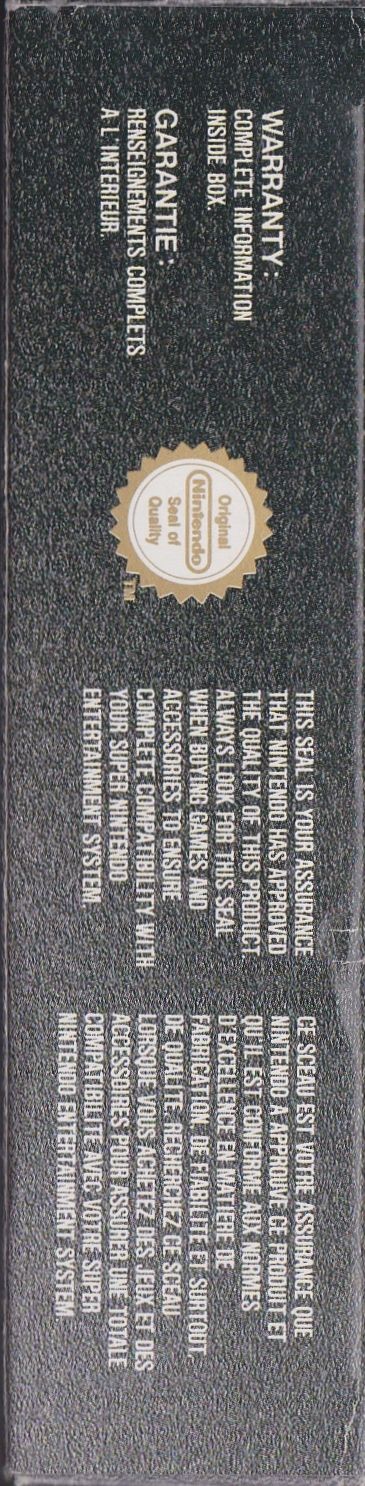 WARRANTY:
COMPLETE INFORMATION
INSIDE BOX.
GARANTIE:
RENSEIGNEMENTS COMPLETS
A L INTERIEUR.
Original
Nintendo
Seal of
Quality
TM
THIS SEAL IS YOUR ASSURANCE
THAT NINTENDO HAS APPROVED
THE QUALITY OF THIS PRODUCT.
ALWAYS LOOK FOR THIS SEAL
WHEN BUYING GAMES AND
ACCESSORIES TO ENSURE
COMPLETE COMPATIBILITY WITH
YOUR SUPER NINTENDO
ENTERTAINMENT SYSTEM.
CE SCEAU EST VOTRE ASSURANCE QUE
NINTENDO A APPROUVE CE PRODUIT ET
QU'IL EST CONFORME AUX NORMES
D'EXCELLENCE EN MATIERE DE
FABRICATION, DE FIABILITE ET SURTOUT,
DE QUALITE. RECHERCHEZ CE SCEAU
LORSQUE VOUS ACHETEZ DES JEUX ET DES
ACCESSOIRES POUR ASSURER UNE TOTALE
COMPATIBILITE AVEC VOTRE SUPER
NINTENDO ENTERTAINMENT SYSTEM.